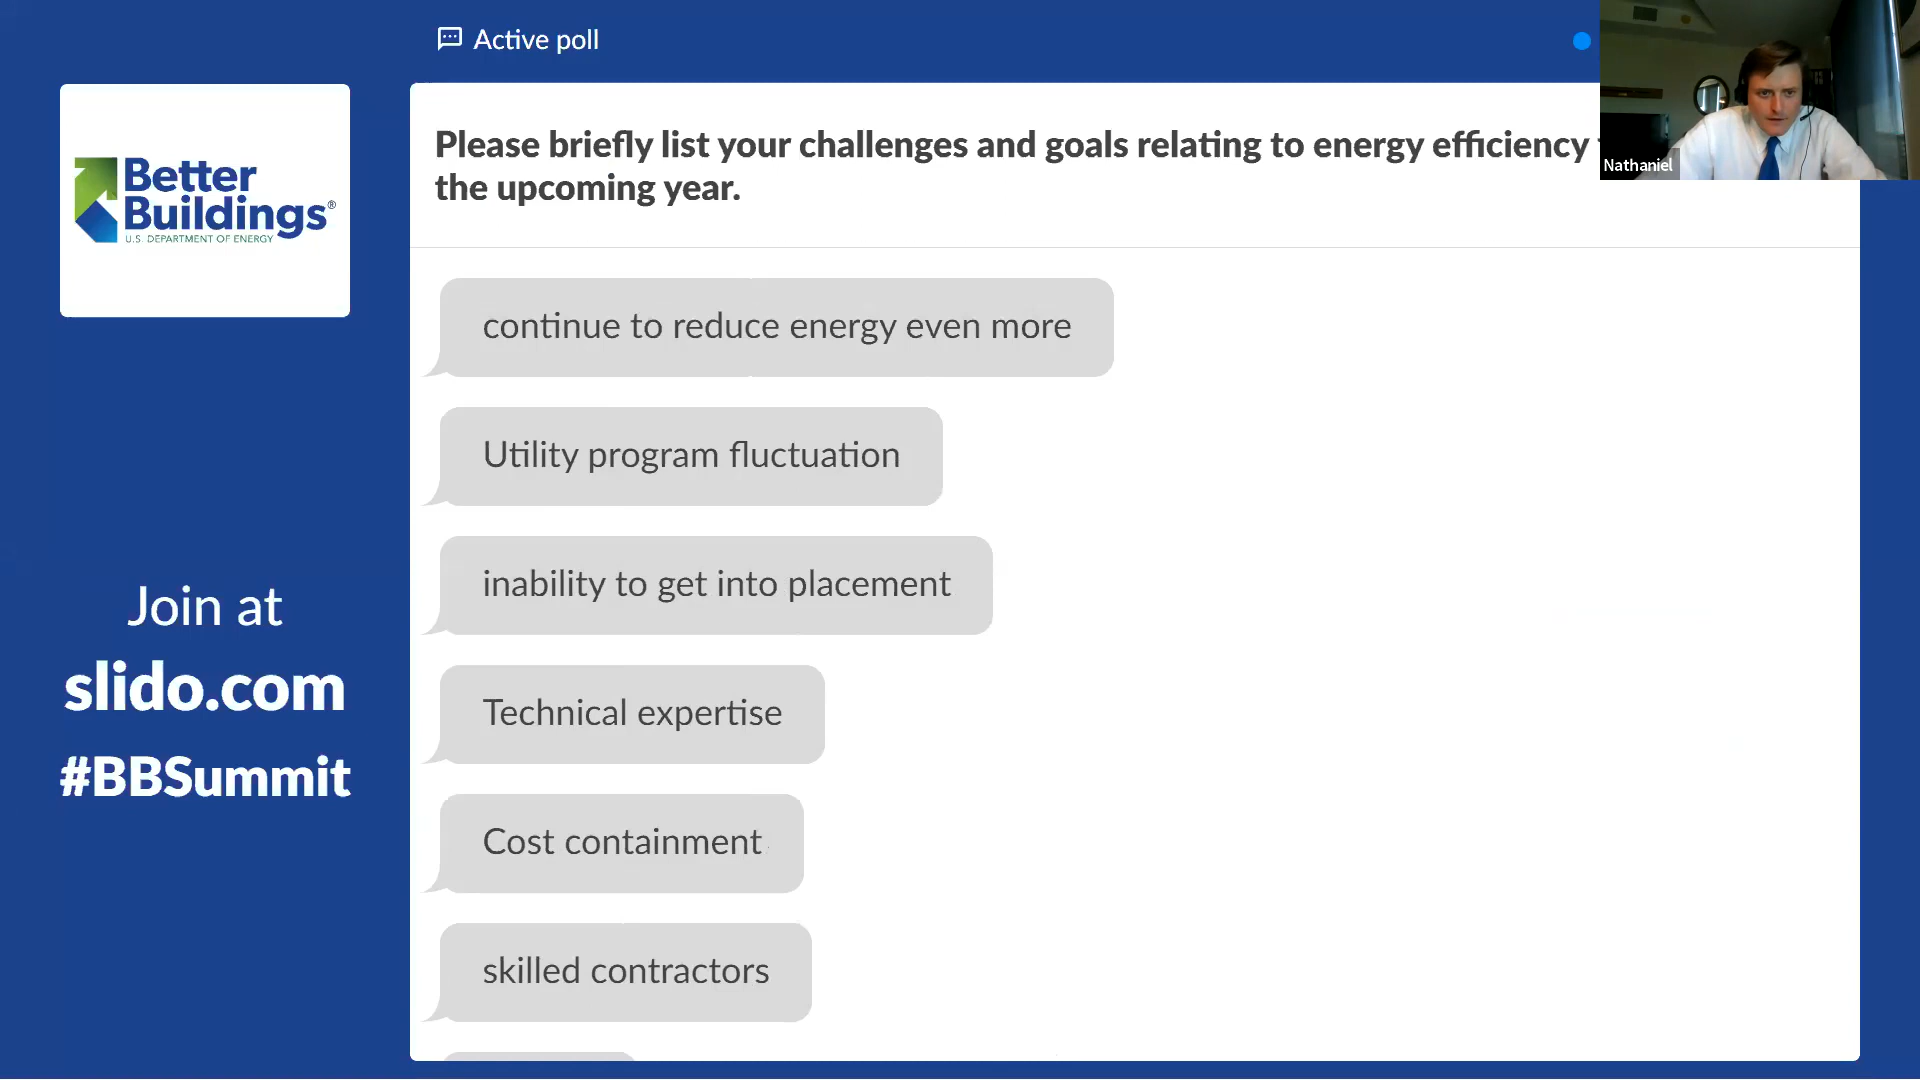 Active poll
Better
Buildings®
U.S. DEPARTMENT OF ENERGY
Please briefly list your challenges and goals relating to energy efficiency
the upcoming year.
Nathaniel
continue to reduce energy even more
Utility program fluctuation
inability to get into placement
Technical expertise
Cost containment
skilled contractors
Join at
slido.com
#BBSummit